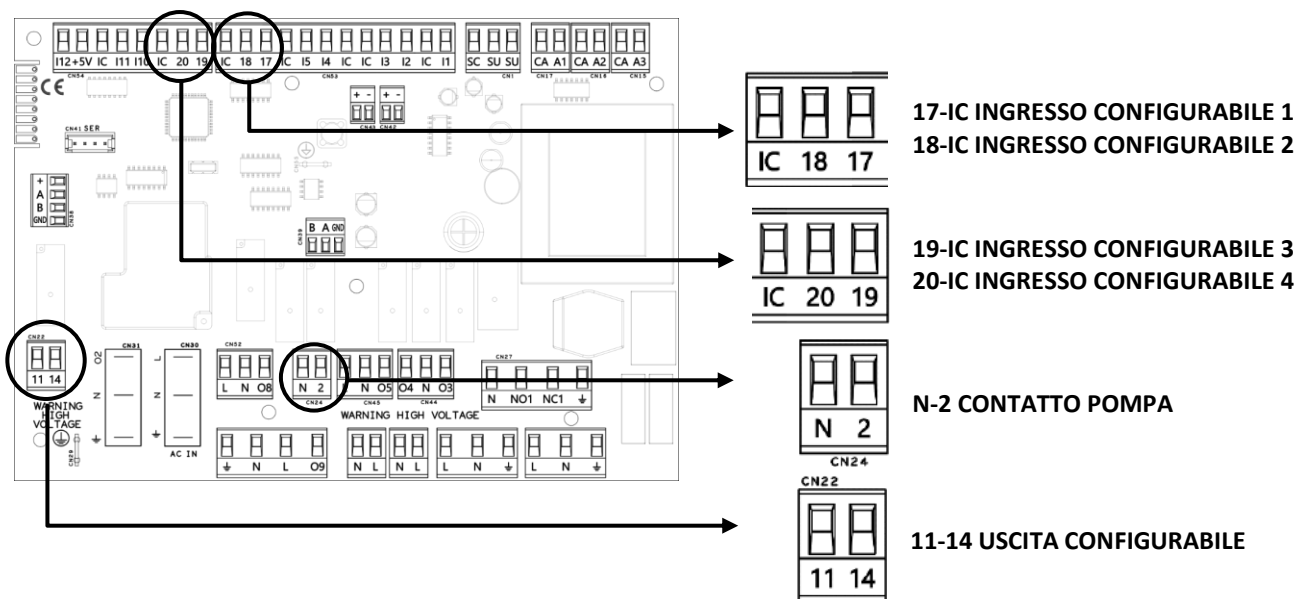 I12 +5V IC I11 I10 IC 20 19 IC 18 17 IC I5 I4 IC IC I3 I2 IC I1 SC SU SU CA A1 CA A2 CA A3
CN54 CN53 CN1 CN17 CN16 CN15
CE
+ - + -
CN43 CN42
CN41 SER
+
A
B
GND
CN38
B A GND
CN39
CN22
11 14
WARNING
HIGH
VOLTAGE
CN29
CN31
O2
N
CN30
L
N
AC IN
CN52
L N O8
N 2
CN24
N O5
CN45
O4 N O3
CN44
CN27
N NO1 NC1
WARNING HIGH VOLTAGE
N L O9
N L N L
L N
L N
IC 18 17
17-IC INGRESSO CONFIGURABILE 1
18-IC INGRESSO CONFIGURABILE 2
IC 20 19
19-IC INGRESSO CONFIGURABILE 3
20-IC INGRESSO CONFIGURABILE 4
N 2
CN24
N-2 CONTATTO POMPA
CN22
11 14
11-14 USCITA CONFIGURABILE